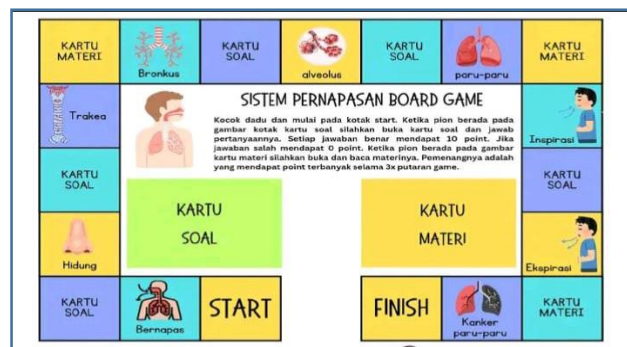 KARTU
MATERI
Bronkus
KARTU
SOAL
alveolus
KARTU
SOAL
paru-paru
KARTU
MATERI
Trakea
SISTEM PERNAPASAN BOARD GAME
Kocok dadu dan mulai pada kotak start. Ketika pion berada pada
gambar kotak kartu soal silahkan buka kartu soal dan jawab
pertanyaannya. Setiap jawaban benar mendapat 10 point. Jika
jawaban salah mendapat 0 point. Ketika pion berada pada gambar
kartu materi silahkan buka dan baca materinya. Pemenangnya adalah
yang mendapat point terbanyak selama 3x putaran game.
Inspirasi
KARTU
SOAL
KARTU
SOAL
KARTU
MATERI
KARTU
SOAL
Hidung
Ekspirasi
KARTU
SOAL
Bernapas
START
FINISH
Kanker
paru-paru
KARTU
MATERI